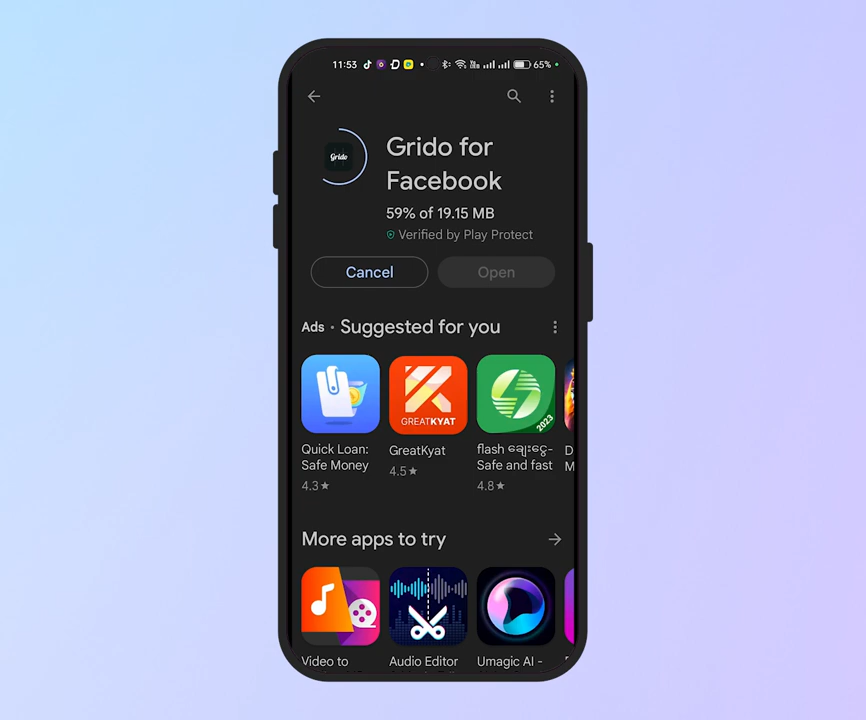 11:53
65%
Grido
Grido for
Facebook
59% of 19.15 MB
Verified by Play Protect
Cancel
Open
Ads • Suggested for you
GREATKYAT
2023
Quick Loan:
Safe Money
4.3★
GreatKyat
4.5★
flash ချေးငွေ-
Safe and fast
4.8★
D
M
More apps to try
Video to
Audio Editor
Umagic AI -